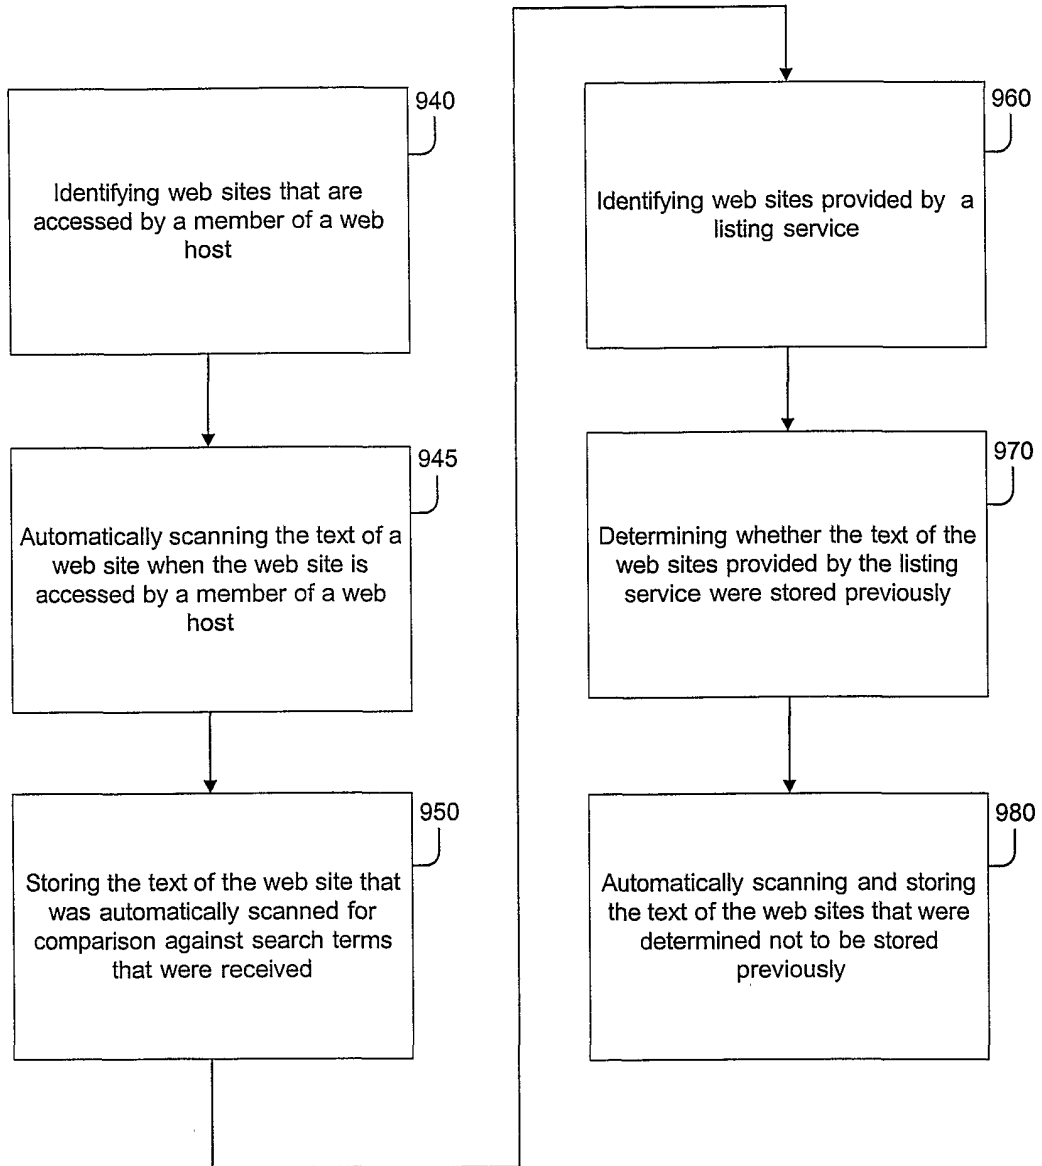 940
Identifying web sites that are
accessed by a member of a web
host
945
Automatically scanning the text of a
web site when the web site is
accessed by a member of a web
host
950
Storing the text of the web site that
was automatically scanned for
comparison against search terms
that were received
960
Identifying web sites provided by a
listing service
970
Determining whether the text of the
web sites provided by the listing
service were stored previously
980
Automatically scanning and storing
the text of the web sites that were
determined not to be stored
previously